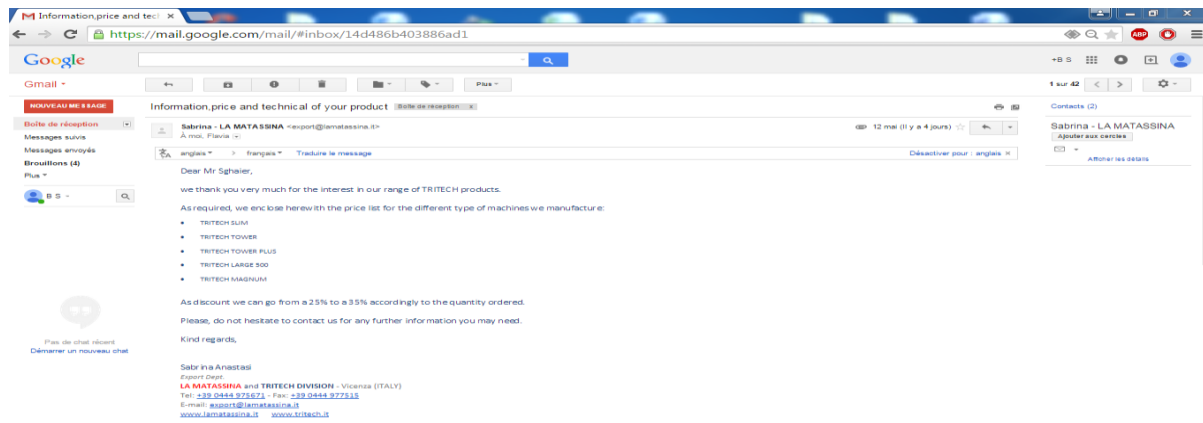 Information,price and tech
https://mail.google.com/mail/#inbox/14d486b403886ad1
ABP
Google
+B S
Gmail
Plus
1 sur 42
NOUVEAU MESSAGE
Information,price and technical of your product Boîte de réception x
Contacts (2)
Boîte de réception
Sabrina - LA MATASSINA <export@lamatassina.it>
12 mai (Il y a 4 jours)
Sabrina - LA MATASSINA
À moi, Flavia
Ajouter aux cercles
Messages suivis
Messages envoyés
anglais > français Traduire le message
Désactiver pour : anglais x
Afficher les détails
Brouillons (4)
Plus
B S
Dear Mr Sghaier,
we thank you very much for the interest in our range of TRITECH products.
As required, we enclose herewith the price list for the different type of machines we manufacture:
• TRITECH SLIM
• TRITECH TOWER
• TRITECH TOWER PLUS
• TRITECH LARGE 500
• TRITECH MAGNUM
As discount we can go from a 25% to a 35% accordingly to the quantity ordered.
Please, do not hesitate to contact us for any further information you may need.
Kind regards,
Pas de chat récent
Démarrer un nouveau chat
Sabrina Anastasi
Export Dept.
LA MATASSINA and TRITECH DIVISION - Vicenza (ITALY)
Tel: +39 0444 975671 - Fax: +39 0444 977515
E-mail: export@lamatassina.it
www.lamatassina.it www.tritech.it